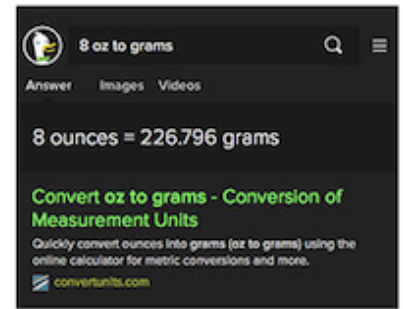 8 oz to grams
Answer Images Videos
8 ounces = 226.796 grams
Convert oz to grams - Conversion of
Measurement Units
Quickly convert ounces into grams (oz to grams) using the
online calculator for metric conversions and more.
convertunits.com